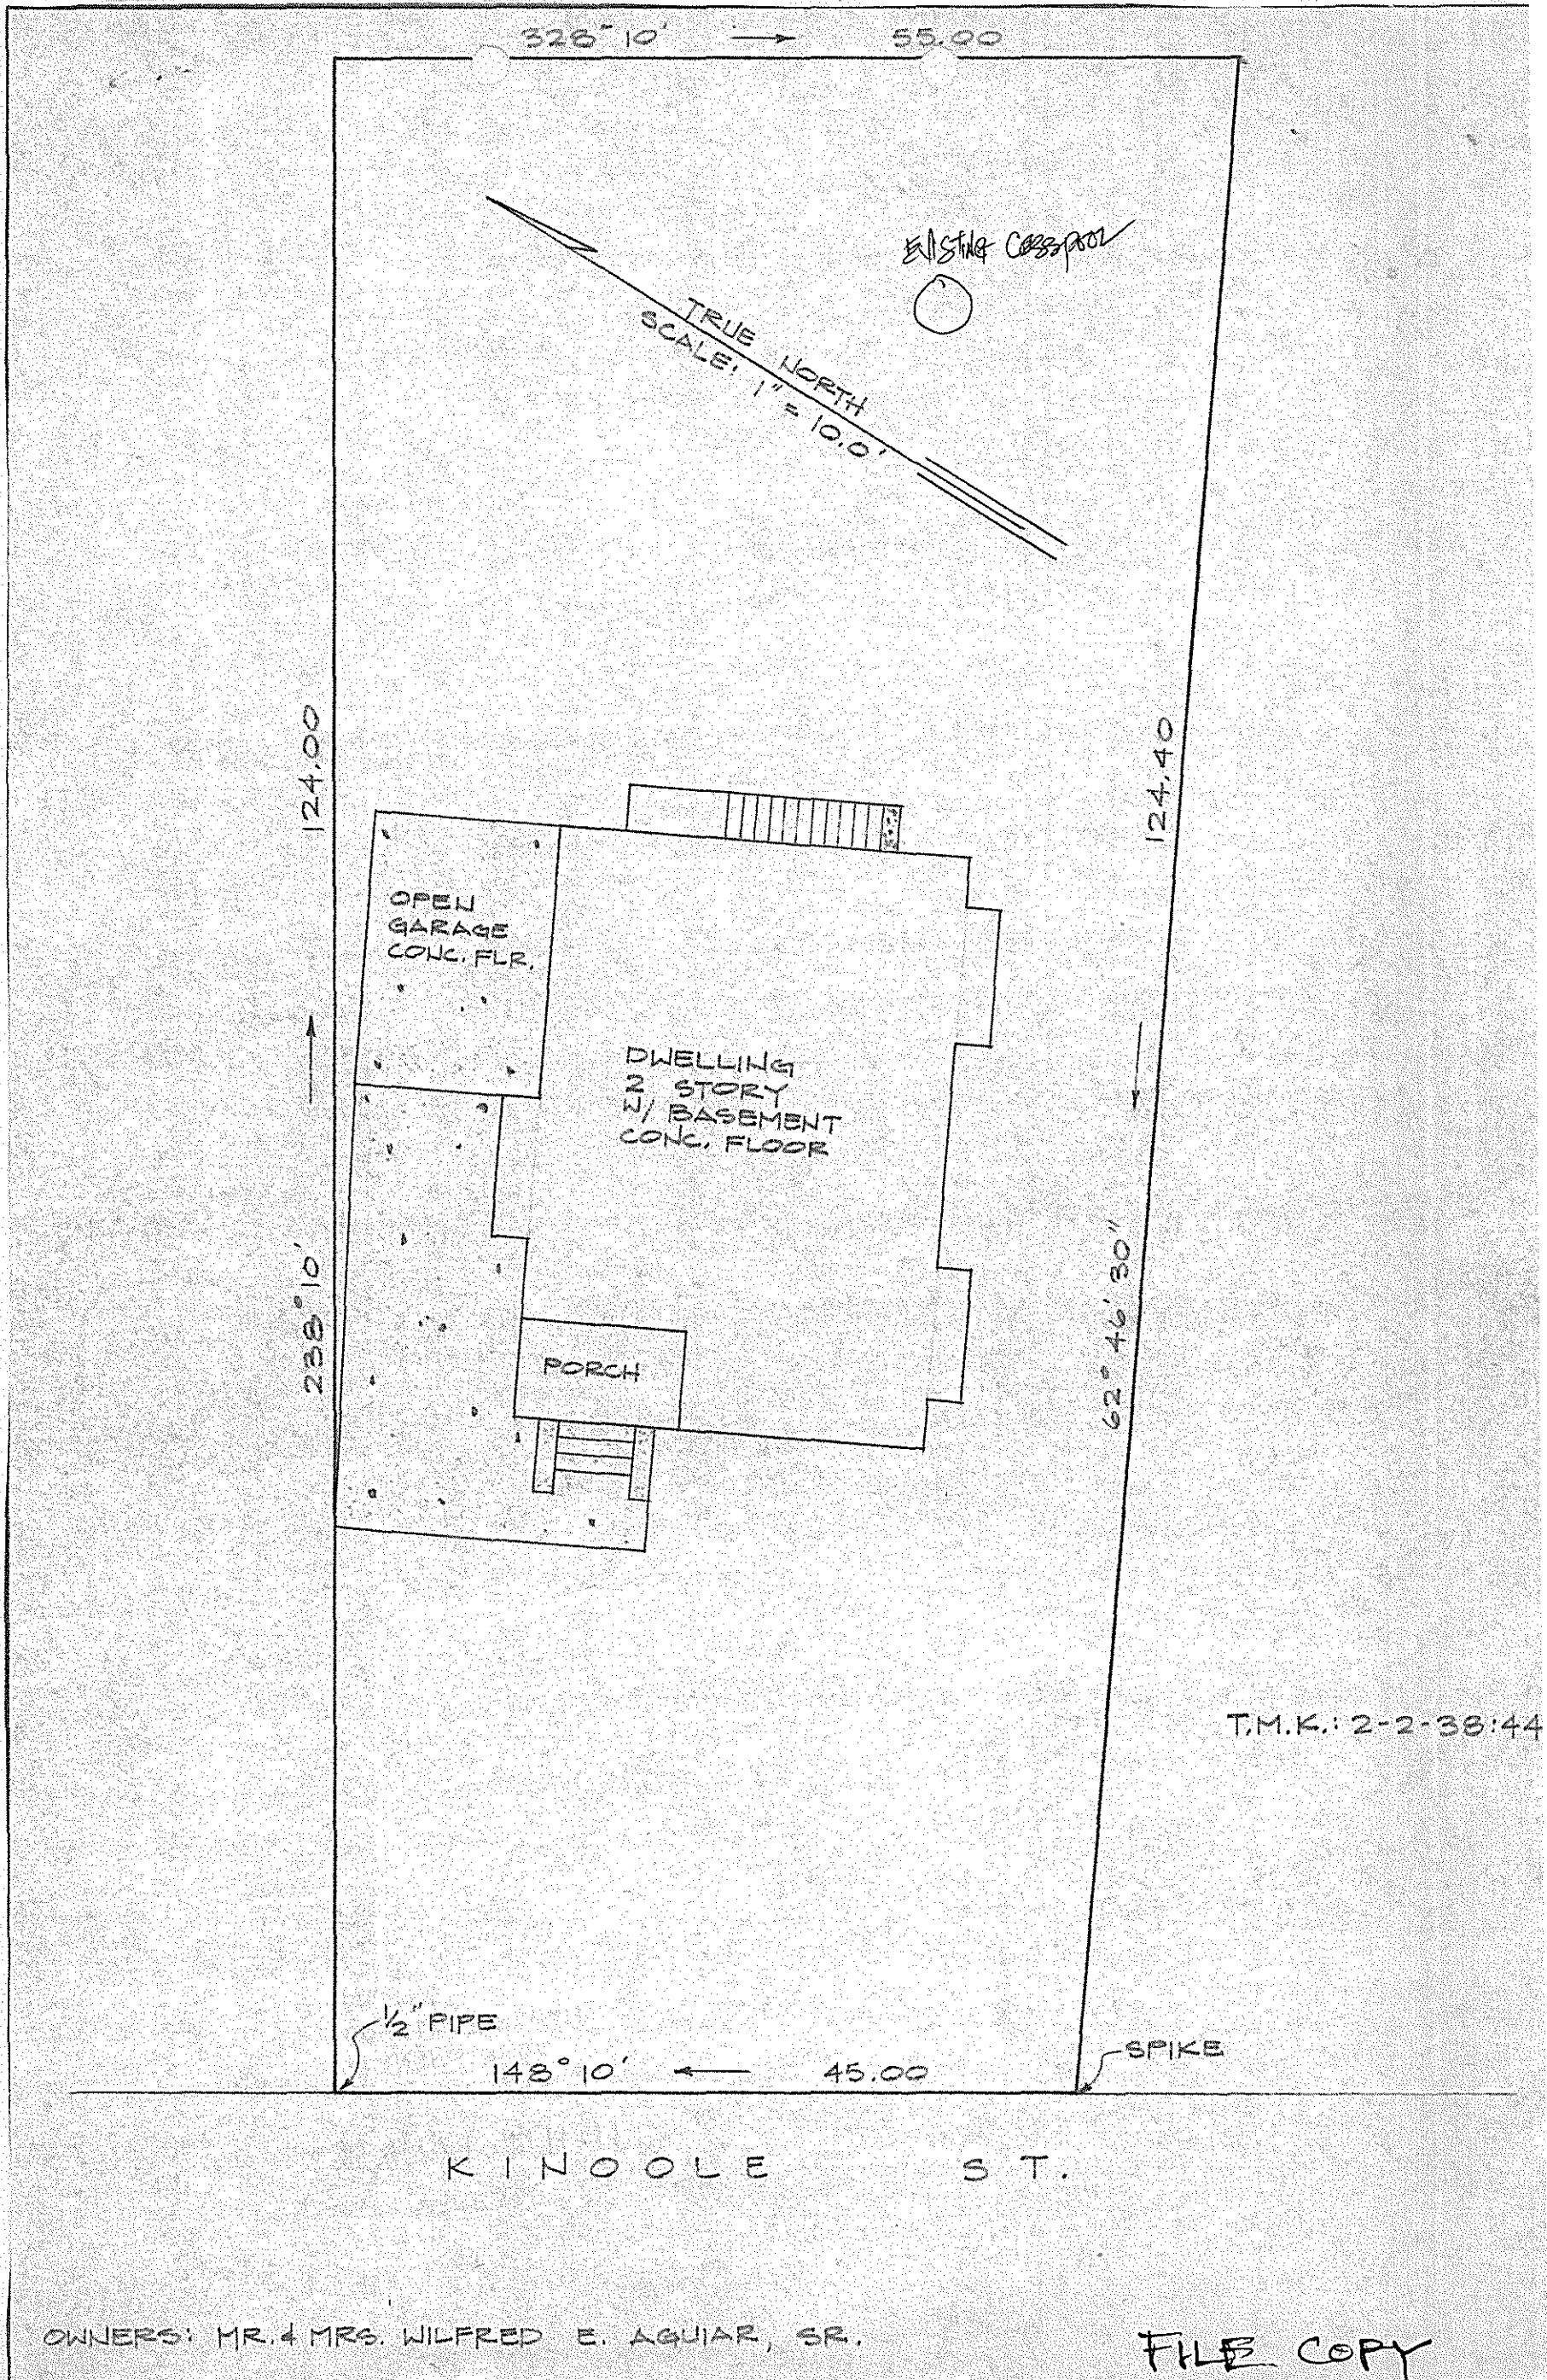 328° 10' → 55.00
EXISTING CESSPOOL
TRUE NORTH
SCALE: 1" = 10.0'
124.00
124.40
OPEN
GARAGE
CONC. FLR.
DWELLING
2 STORY
W/ BASEMENT
CONC. FLOOR
238° 10'
62° 46' 30"
PORCH
T.M.K.: 2-2-38:44
1/2" PIPE
SPIKE
148° 10' ← 45.00
KINOOLE ST.
OWNERS: MR. & MRS. WILFRED E. AGUIAR, SR.
FILE COPY